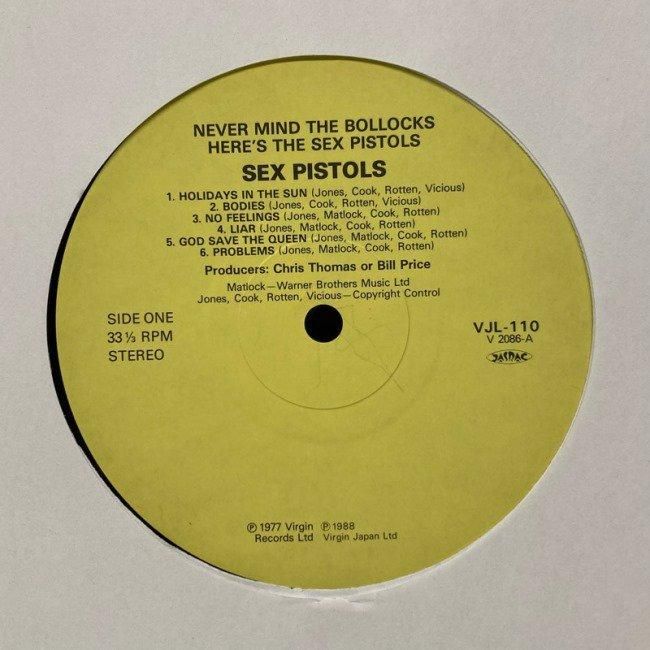 NEVER MIND THE BOLLOCKS
HERE'S THE SEX PISTOLS
SEX PISTOLS
1. HOLIDAYS IN THE SUN (Jones, Cook, Rotten, Vicious)
2. BODIES (Jones, Cook, Rotten, Vicious)
3. NO FEELINGS (Jones, Matlock, Cook, Rotten)
4. LIAR (Jones, Matlock, Cook, Rotten)
5. GOD SAVE THE QUEEN (Jones, Matlock, Cook, Rotten)
6. PROBLEMS (Jones, Matlock, Cook, Rotten)
Producers: Chris Thomas or Bill Price
Matlock—Warner Brothers Music Ltd
Jones, Cook, Rotten, Vicious—Copyright Control
SIDE ONE
33 ⅓ RPM
STEREO
VJL-110
V 2086-A
JASRAC
℗ 1977 Virgin Records Ltd
℗ 1988 Virgin Japan Ltd